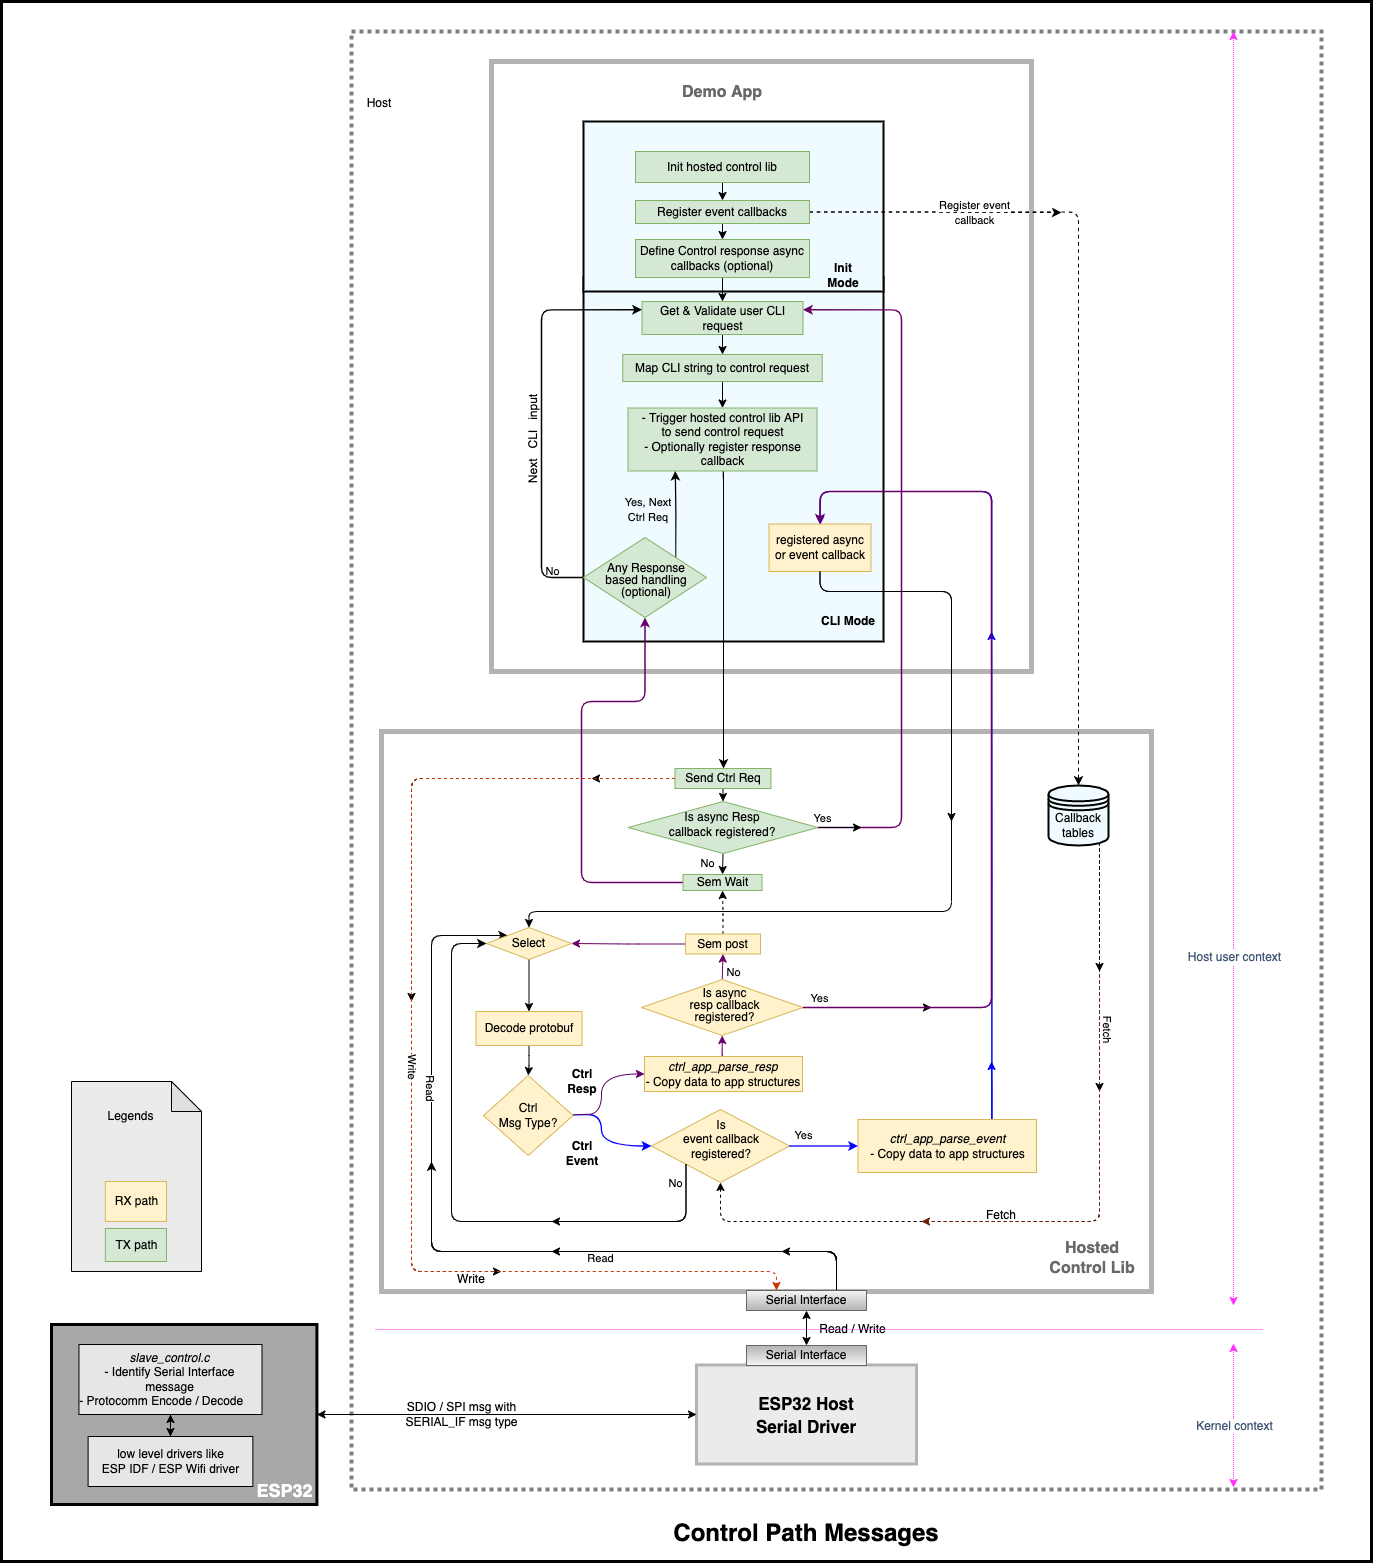 Host
Demo App
Init hosted control lib
Register event callbacks
Register event
callback
Define Control response async
callbacks (optional)
Init
Mode
Get & Validate user CLI
request
Map CLI string to control request
- Trigger hosted control lib API
to send control request
- Optionally register response
callback
Next CLI input
Yes, Next
Ctrl Req
registered async
or event callback
No
Any Response
based handling
(optional)
CLI Mode
Send Ctrl Req
Is async Resp
callback registered?
Yes
Callback
tables
No
Sem Wait
Select
Sem post
No
Is async
resp callback
registered?
Yes
Host user context
Decode protobuf
Fetch
Write
Read
Ctrl
Resp
ctrl_app_parse_resp
- Copy data to app structures
Ctrl
Msg Type?
Ctrl
Event
Is
event callback
registered?
Yes
ctrl_app_parse_event
- Copy data to app structures
No
Fetch
Legends
RX path
TX path
Hosted
Control Lib
Read
Write
Serial Interface
Read / Write
Serial Interface
slave_control.c
- Identify Serial Interface
message
- Protocomm Encode / Decode
low level drivers like
ESP IDF / ESP Wifi driver
ESP32
SDIO / SPI msg with
SERIAL_IF msg type
ESP32 Host
Serial Driver
Kernel context
Control Path Messages